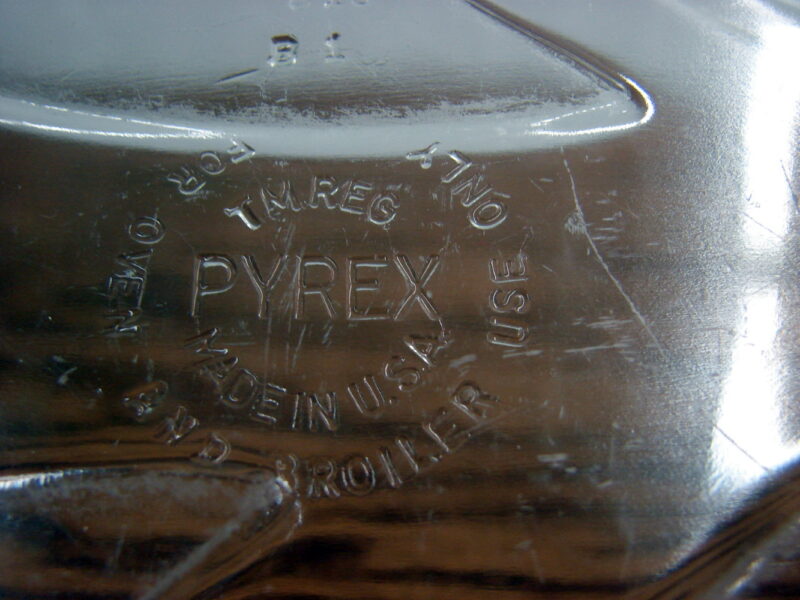 B 1
T.M.REG
PYREX
MADE IN U.S.A
FOR OVEN AND BROILER USE ONLY